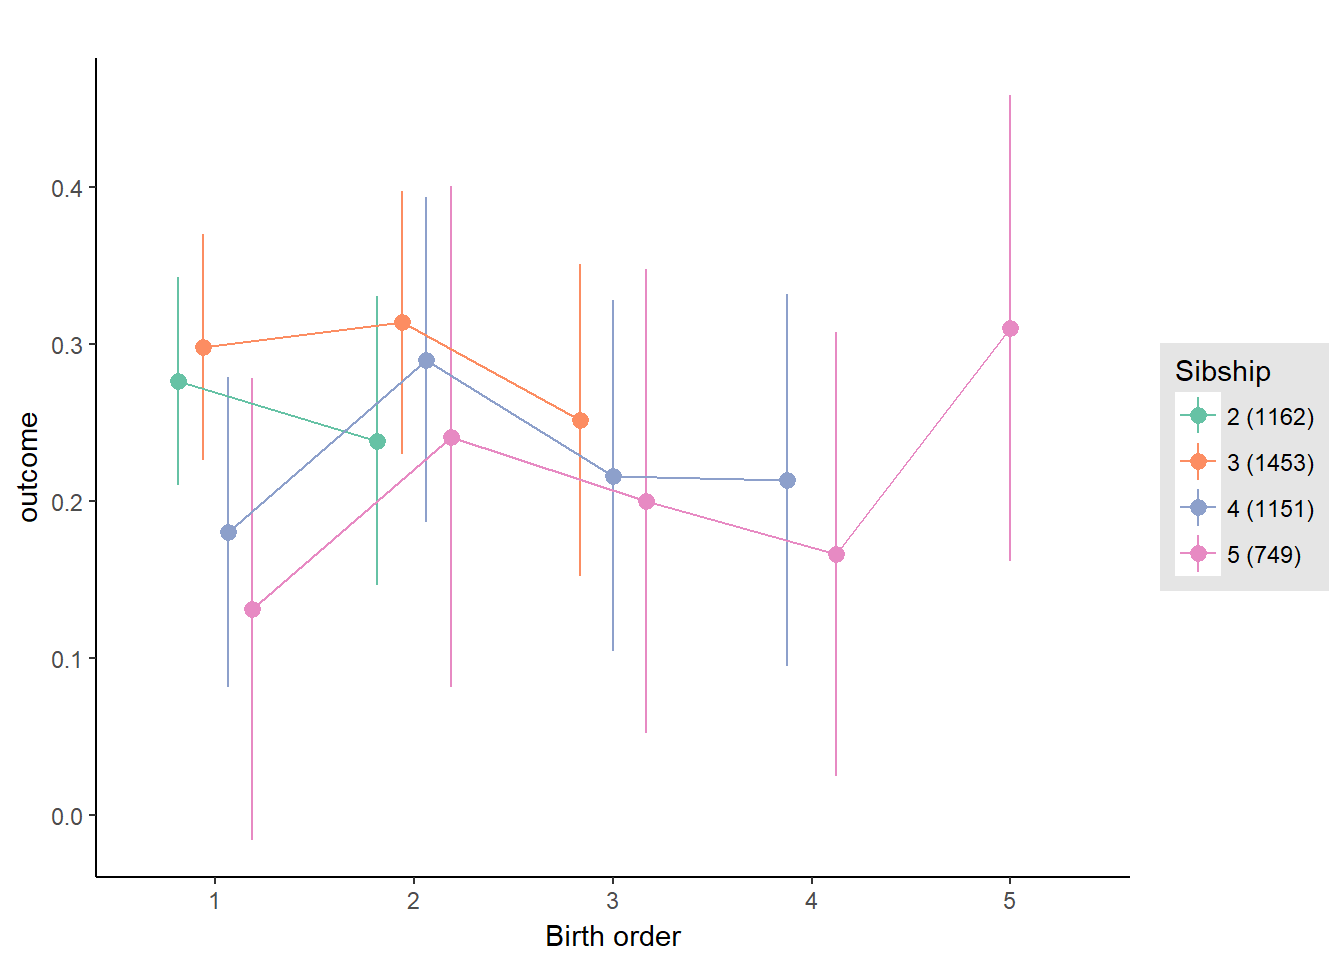 0.4
0.3
0.2
0.1
0.0
outcome
1 2 3 4 5
Birth order
Sibship
2 (1162)
3 (1453)
4 (1151)
5 (749)